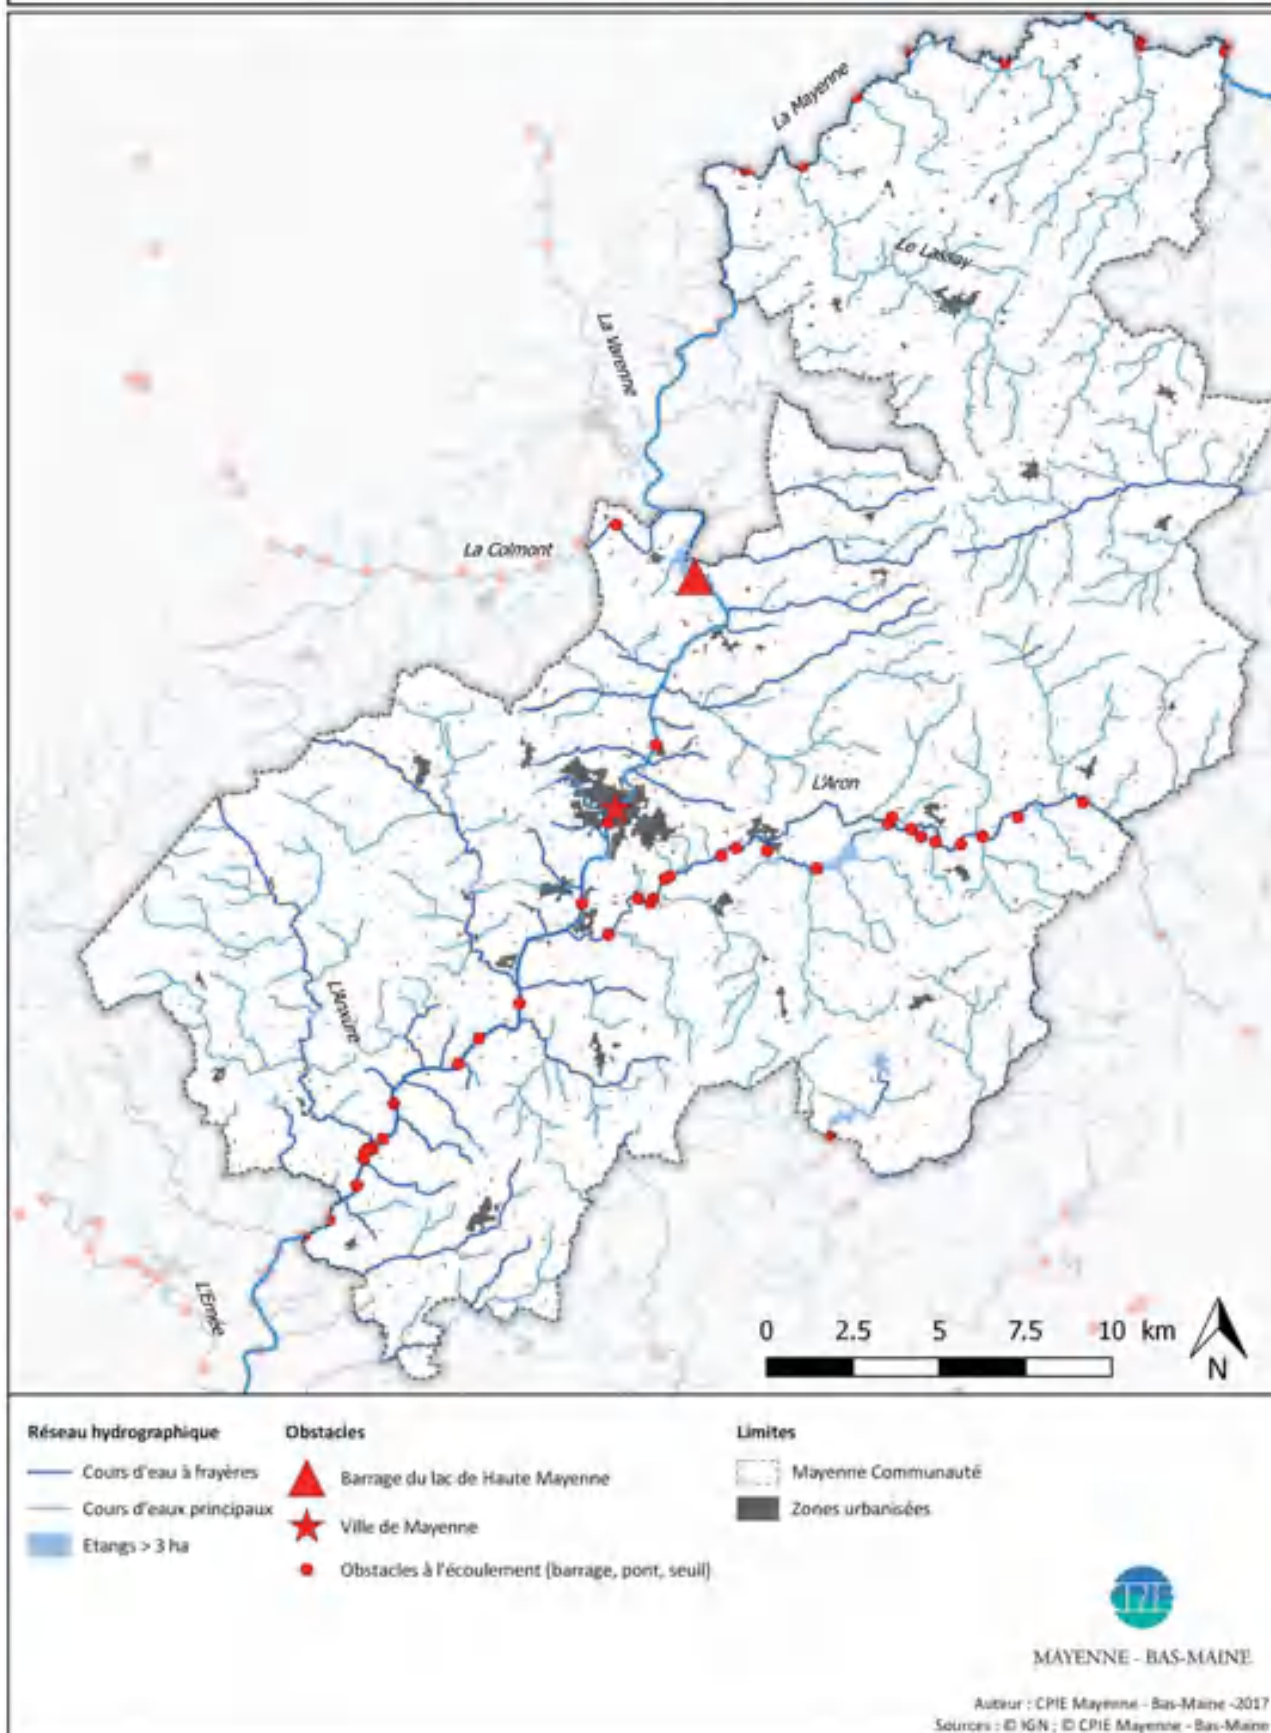 La Mayenne
Le Lassay
La Varenne
La Colmont
L'Aron
L'Anxure
L'Ernée
0 2.5 5 7.5 10 km
N
Réseau hydrographique
Cours d'eau à frayères
Cours d'eaux principaux
Etangs > 3 ha
Obstacles
Barrage du lac de Haute Mayenne
Ville de Mayenne
Obstacles à l'écoulement (barrage, pont, seuil)
Limites
Mayenne Communauté
Zones urbanisées
CPIE
MAYENNE - BAS-MAINE
Auteur : CPIE Mayenne - Bas-Maine -2017
Sources : © IGN ; © CPIE Mayenne - Bas-Maine